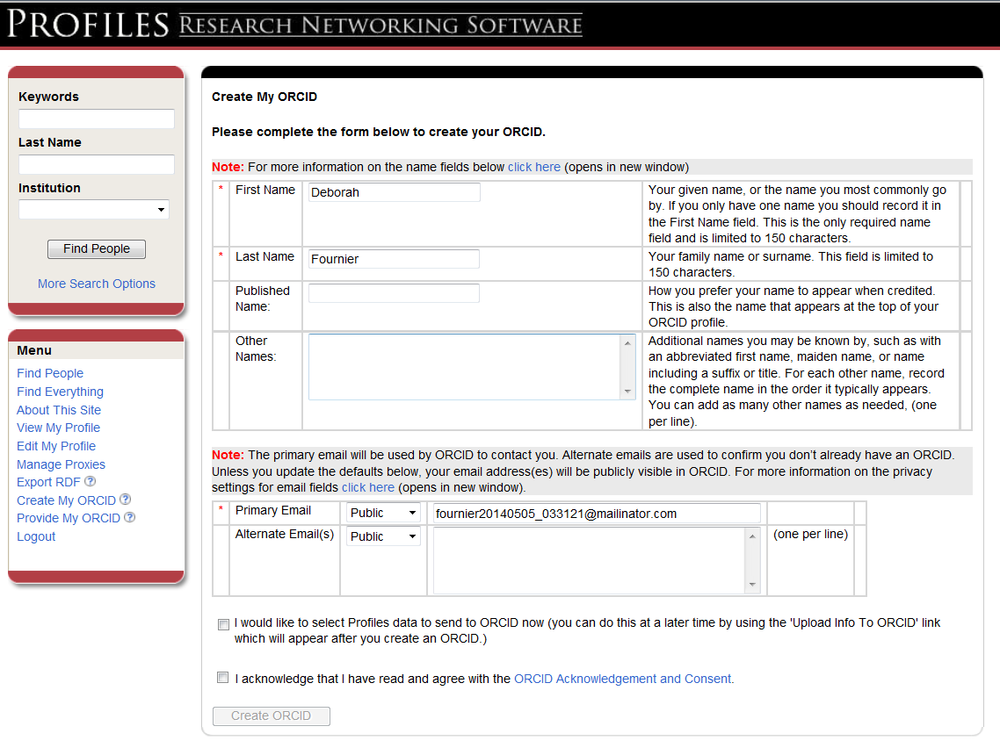 PROFILES RESEARCH NETWORKING SOFTWARE
Keywords
Last Name
Institution
Find People
More Search Options
Menu
Find People
Find Everything
About This Site
View My Profile
Edit My Profile
Manage Proxies
Export RDF ?
Create My ORCID ?
Provide My ORCID ?
Logout
Create My ORCID
Please complete the form below to create your ORCID.
Note: For more information on the name fields below click here (opens in new window)
* First Name Deborah
Your given name, or the name you most commonly go
by. If you only have one name you should record it in
the First Name field. This is the only required name
field and is limited to 150 characters.
* Last Name Fournier
Your family name or surname. This field is limited to
150 characters.
Published
Name:
How you prefer your name to appear when credited.
This is also the name that appears at the top of your
ORCID profile.
Other
Names:
Additional names you may be known by, such as with
an abbreviated first name, maiden name, or name
including a suffix or title. For each other name, record
the complete name in the order it typically appears.
You can add as many other names as needed, (one
per line).
Note: The primary email will be used by ORCID to contact you. Alternate emails are used to confirm you don't already have an ORCID.
Unless you update the defaults below, your email address(es) will be publicly visible in ORCID. For more information on the privacy
settings for email fields click here (opens in new window).
* Primary Email Public fournier20140505_033121@mailinator.com
Alternate Email(s) Public (one per line)
I would like to select Profiles data to send to ORCID now (you can do this at a later time by using the 'Upload Info To ORCID' link
which will appear after you create an ORCID.)
I acknowledge that I have read and agree with the ORCID Acknowledgement and Consent.
Create ORCID